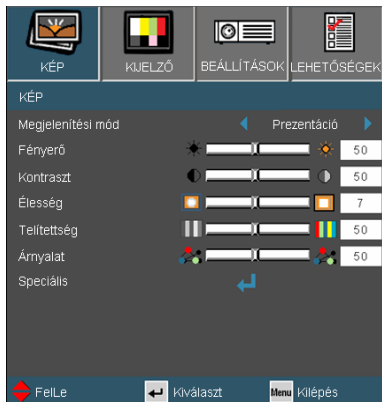 KÉP KIJELZŐ BEÁLLÍTÁSOK LEHETŐSÉGEK
KÉP
Megjelenítési mód Prezentáció
Fényerő 50
Kontraszt 50
Élesség 7
Telítettség 50
Árnyalat 50
Speciális
FelLe Kiválaszt Menu Kilépés